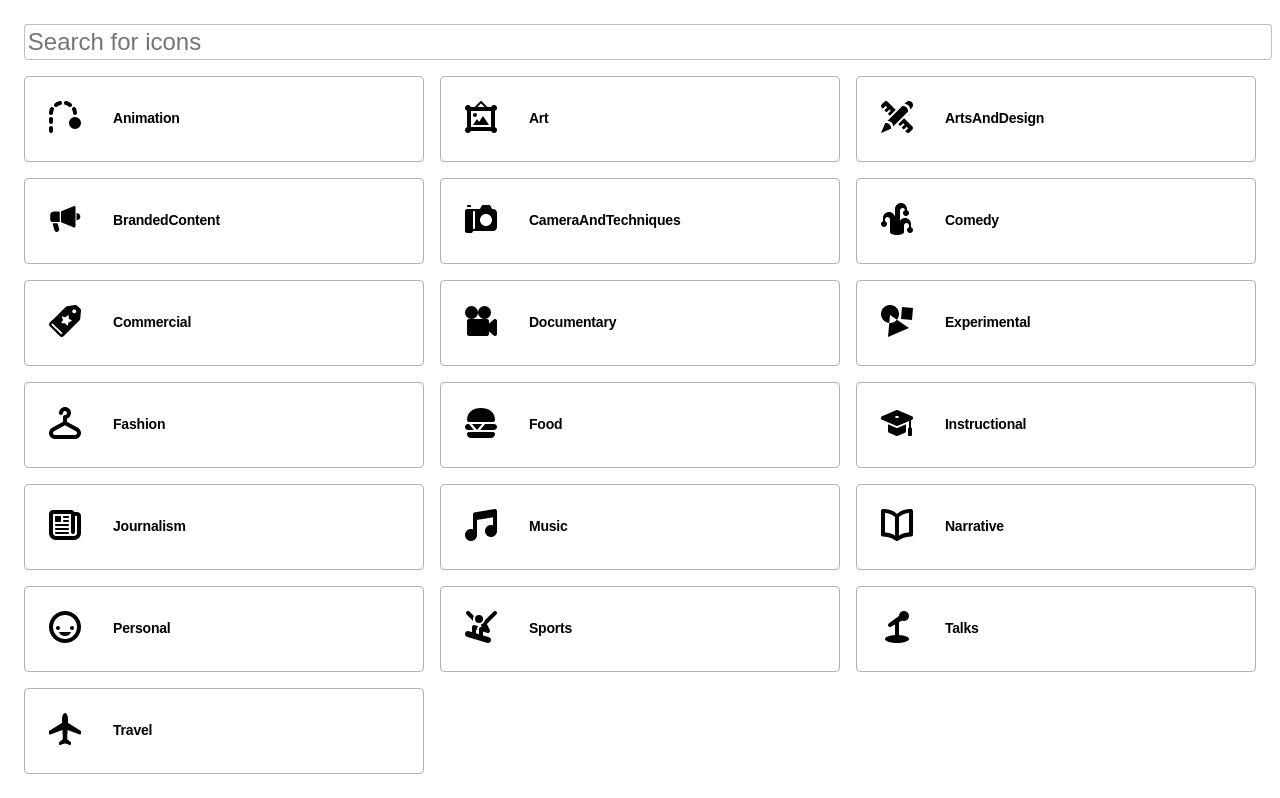 Search for icons
Animation
Art
ArtsAndDesign
BrandedContent
CameraAndTechniques
Comedy
Commercial
Documentary
Experimental
Fashion
Food
Instructional
Journalism
Music
Narrative
Personal
Sports
Talks
Travel